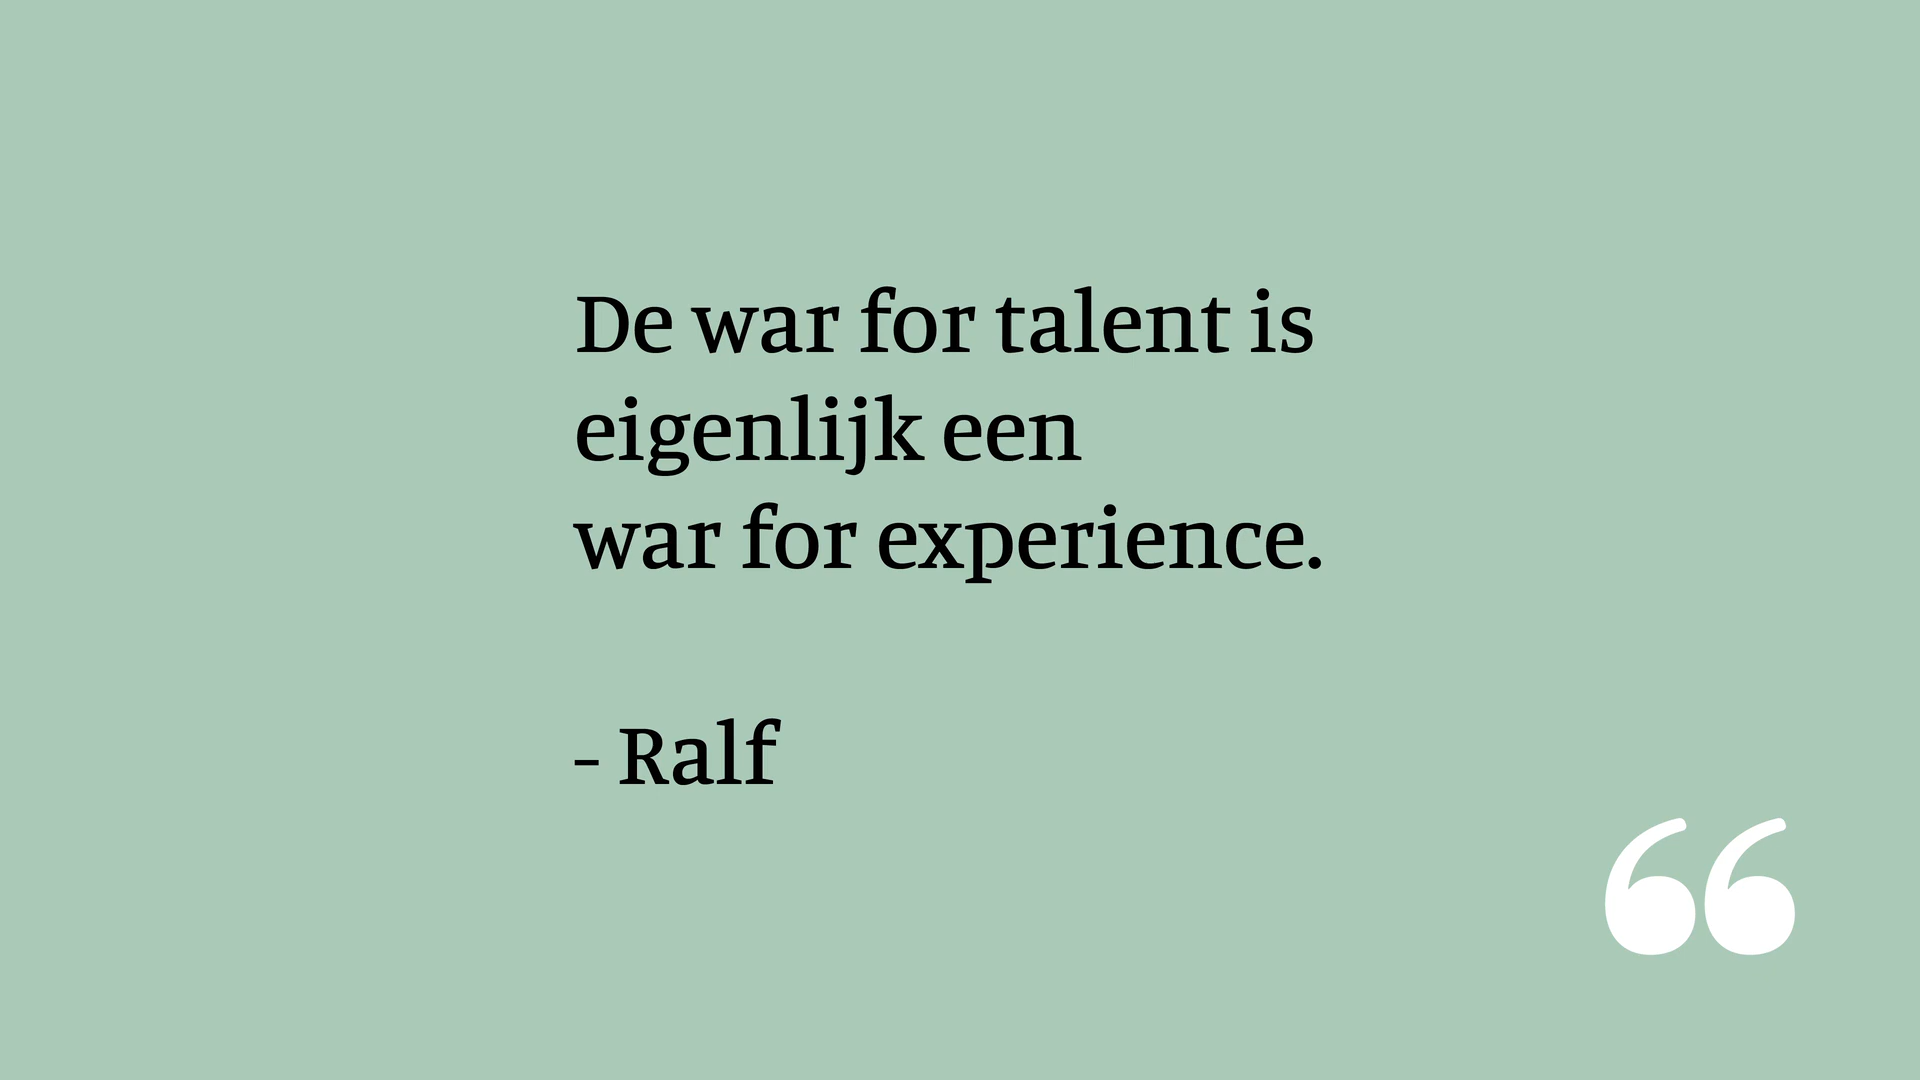 De war for talent is
eigenlijk een
war for experience.
- Ralf
“